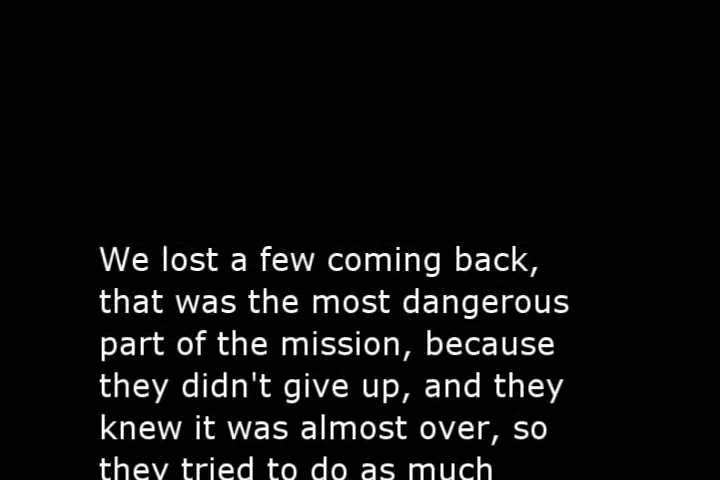 We lost a few coming back,
that was the most dangerous
part of the mission, because
they didn't give up, and they
knew it was almost over, so
they tried to do as much